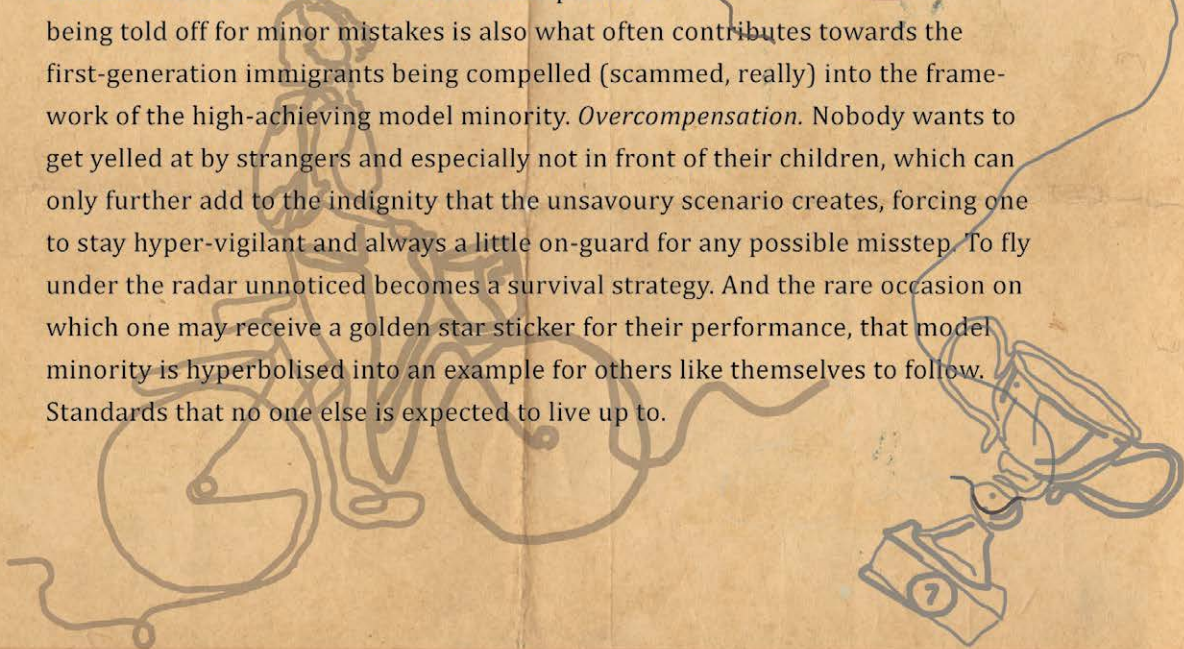 being told off for minor mistakes is also what often contributes towards the
first-generation immigrants being compelled (scammed, really) into the frame-
work of the high-achieving model minority. Overcompensation. Nobody wants to
get yelled at by strangers and especially not in front of their children, which can
only further add to the indignity that the unsavoury scenario creates, forcing one
to stay hyper-vigilant and always a little on-guard for any possible misstep. To fly
under the radar unnoticed becomes a survival strategy. And the rare occasion on
which one may receive a golden star sticker for their performance, that model
minority is hyperbolised into an example for others like themselves to follow.
Standards that no one else is expected to live up to.